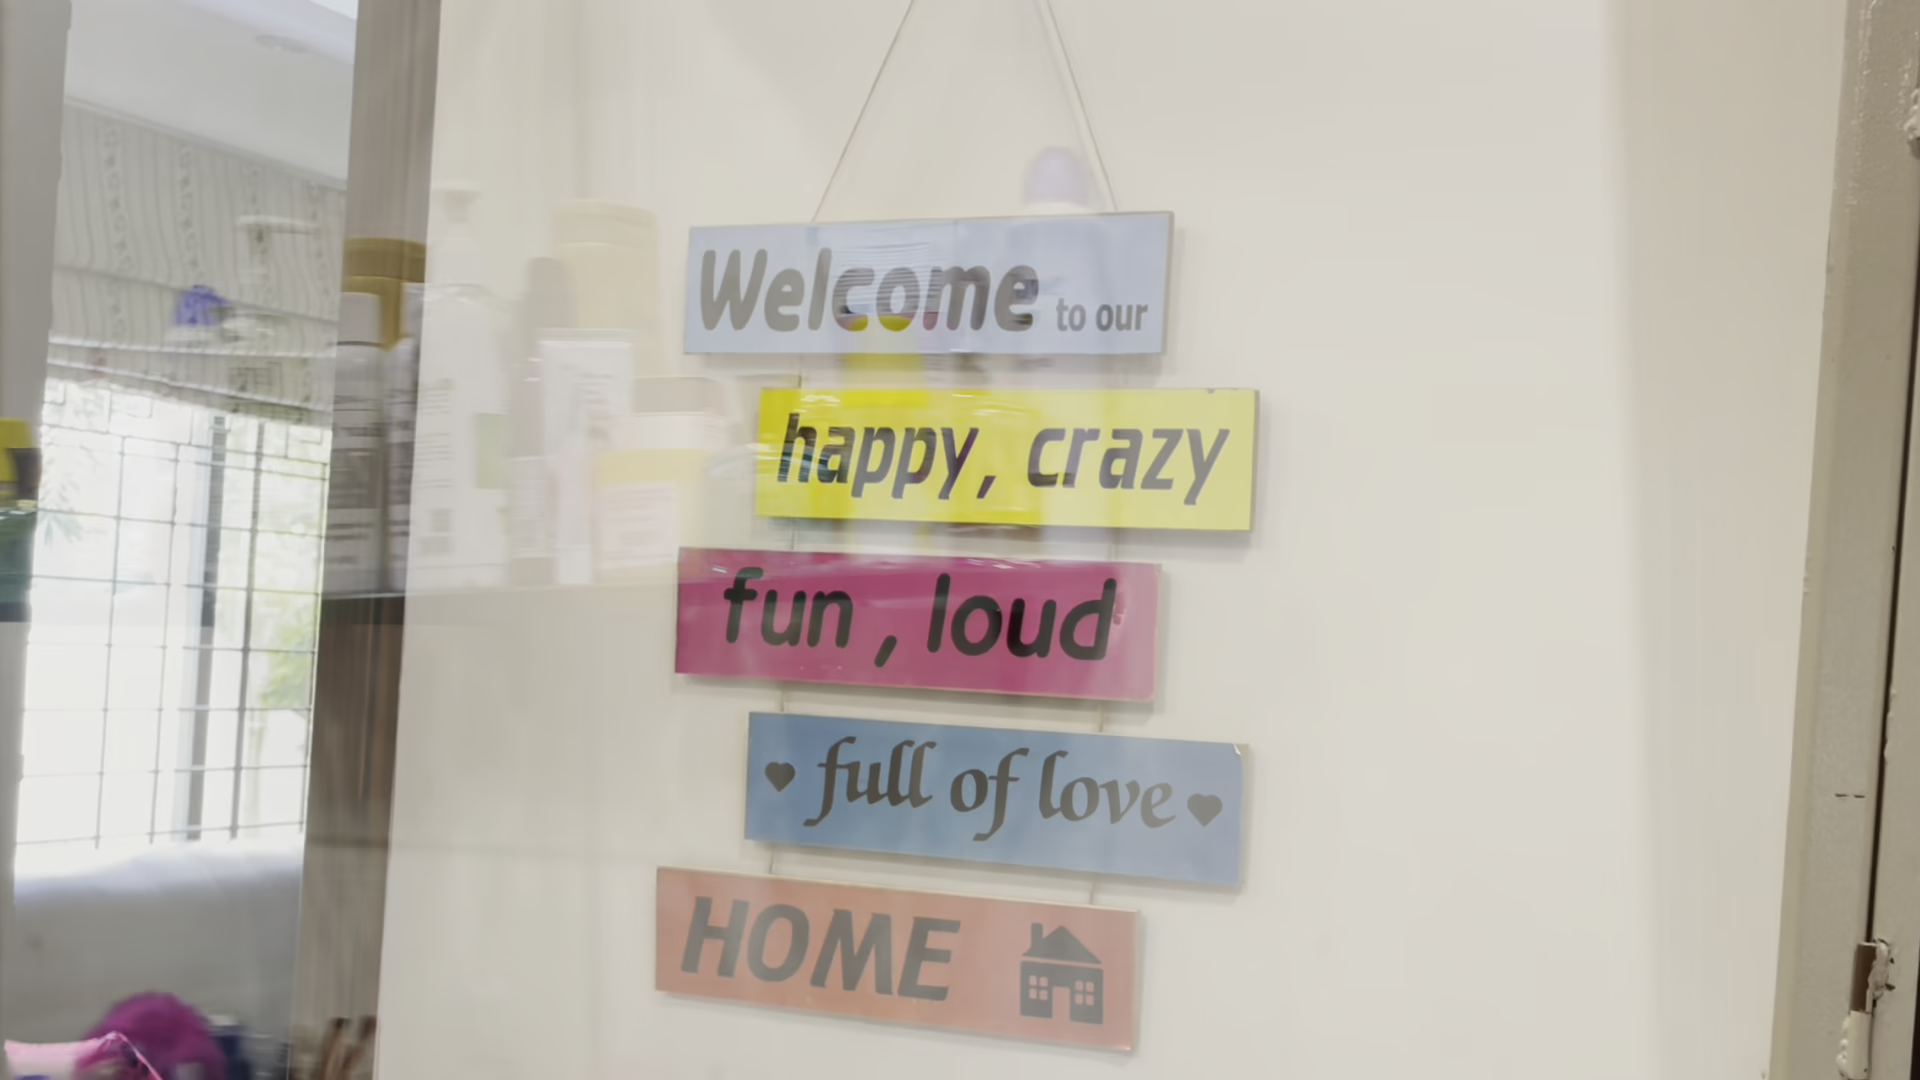 Welcome to our
happy, crazy
fun , loud
full of love
HOME